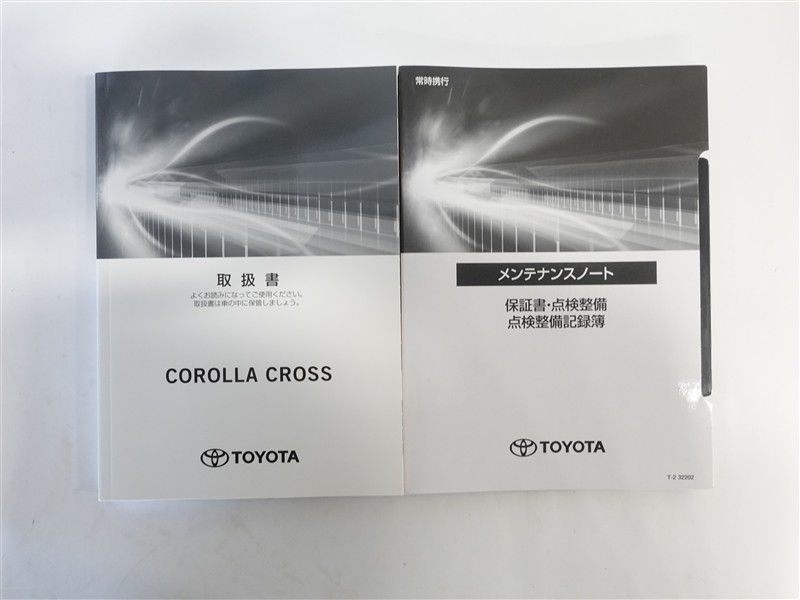 取扱書
よくお読みになってご使用ください。
取扱書は車の中に保管しましょう。
COROLLA CROSS
TOYOTA
常時携行
メンテナンスノート
保証書・点検整備
点検整備記録簿
TOYOTA
T-2 32202